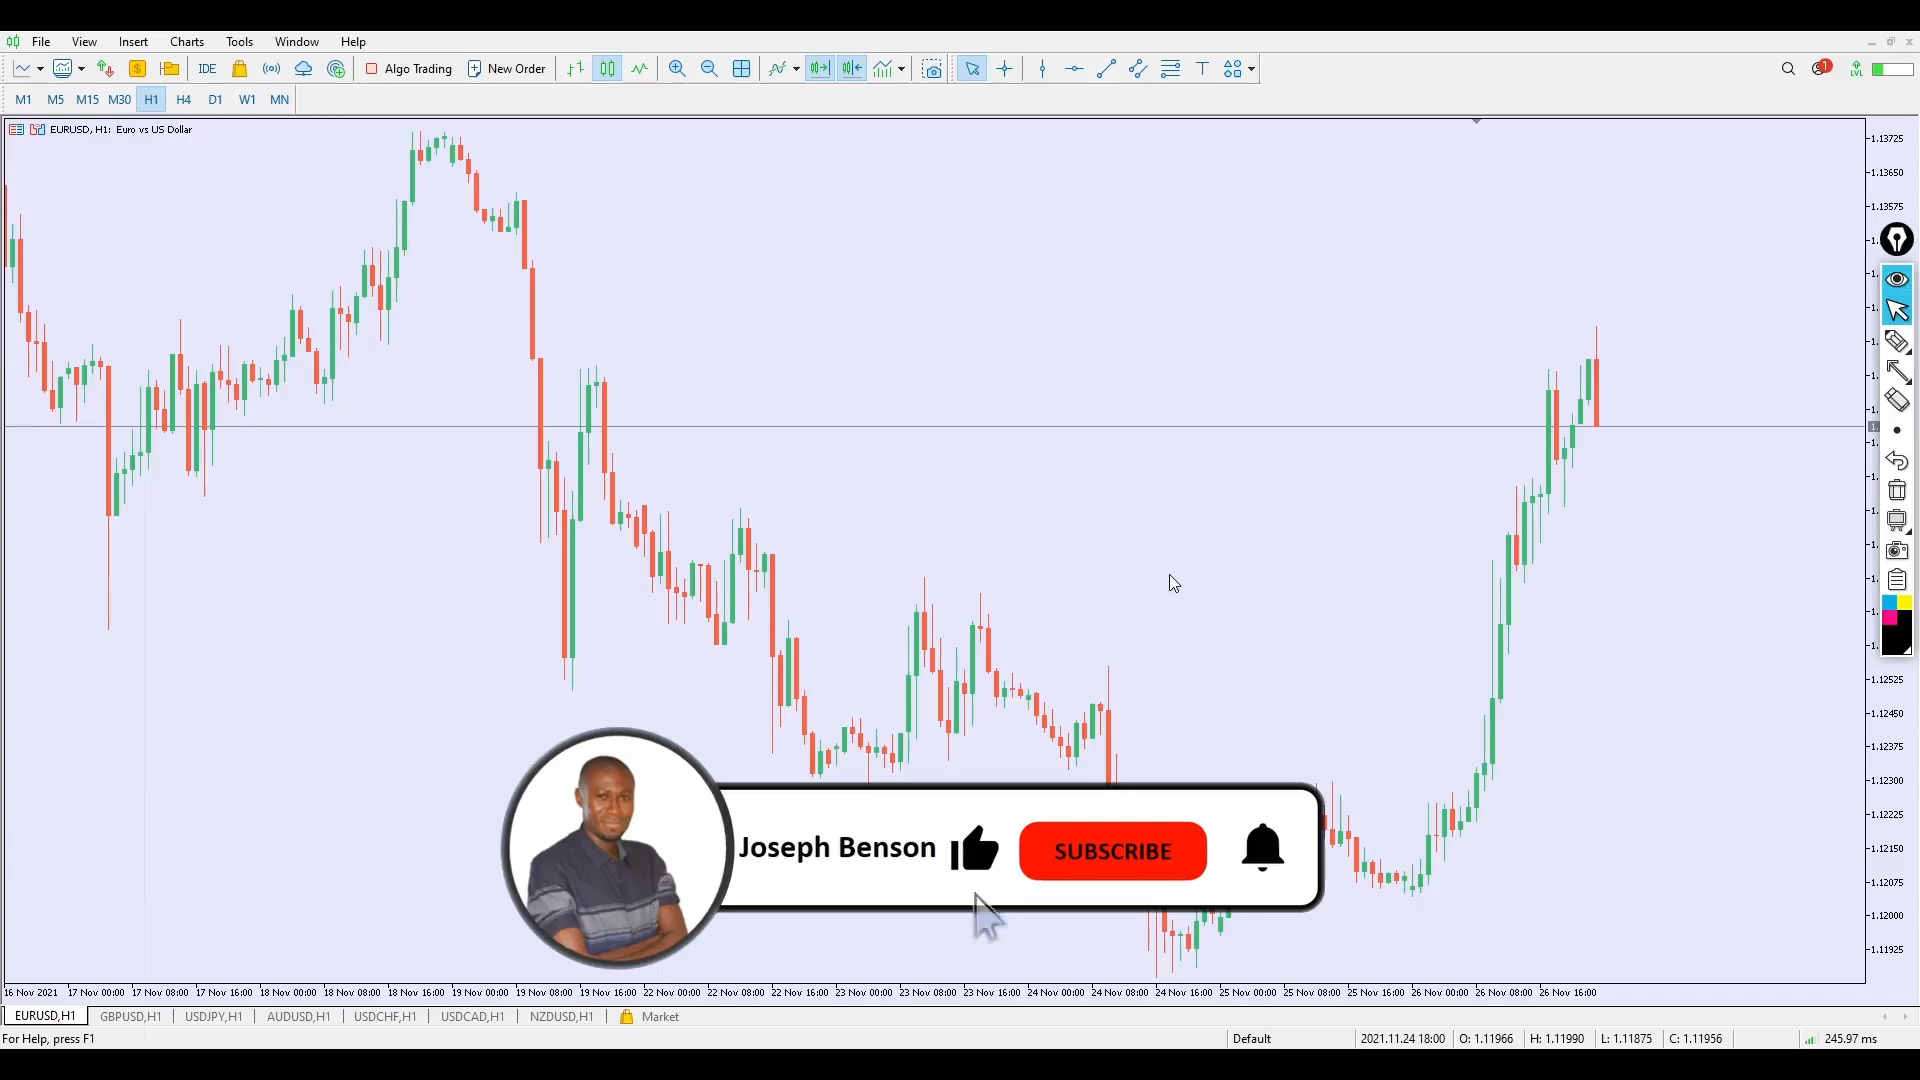 File View Insert Charts Tools Window Help
IDE Algo Trading New Order 1 LVL
M1 M5 M15 M30 H1 H4 D1 W1 MN
EURUSD, H1: Euro vs US Dollar
1.13725
1.13650
1.13575
1.12525
1.12450
1.12375
1.12300
1.12225
1.12150
1.12075
1.12000
1.11925
Joseph Benson SUBSCRIBE
16 Nov 2021 17 Nov 00:00 17 Nov 08:00 17 Nov 16:00 18 Nov 00:00 18 Nov 08:00 18 Nov 16:00 19 Nov 00:00 19 Nov 08:00 19 Nov 16:00 22 Nov 00:00 22 Nov 08:00 22 Nov 16:00 23 Nov 00:00 23 Nov 08:00 23 Nov 16:00 24 Nov 00:00 24 Nov 08:00 24 Nov 16:00 25 Nov 00:00 25 Nov 08:00 25 Nov 16:00 26 Nov 00:00 26 Nov 08:00 26 Nov 16:00
EURUSD,H1 GBPUSD,H1 USDJPY,H1 AUDUSD,H1 USDCHF,H1 USDCAD,H1 NZDUSD,H1 Market
For Help, press F1 Default 2021.11.24 18:00 O: 1.11966 H: 1.11990 L: 1.11875 C: 1.11956 245.97 ms